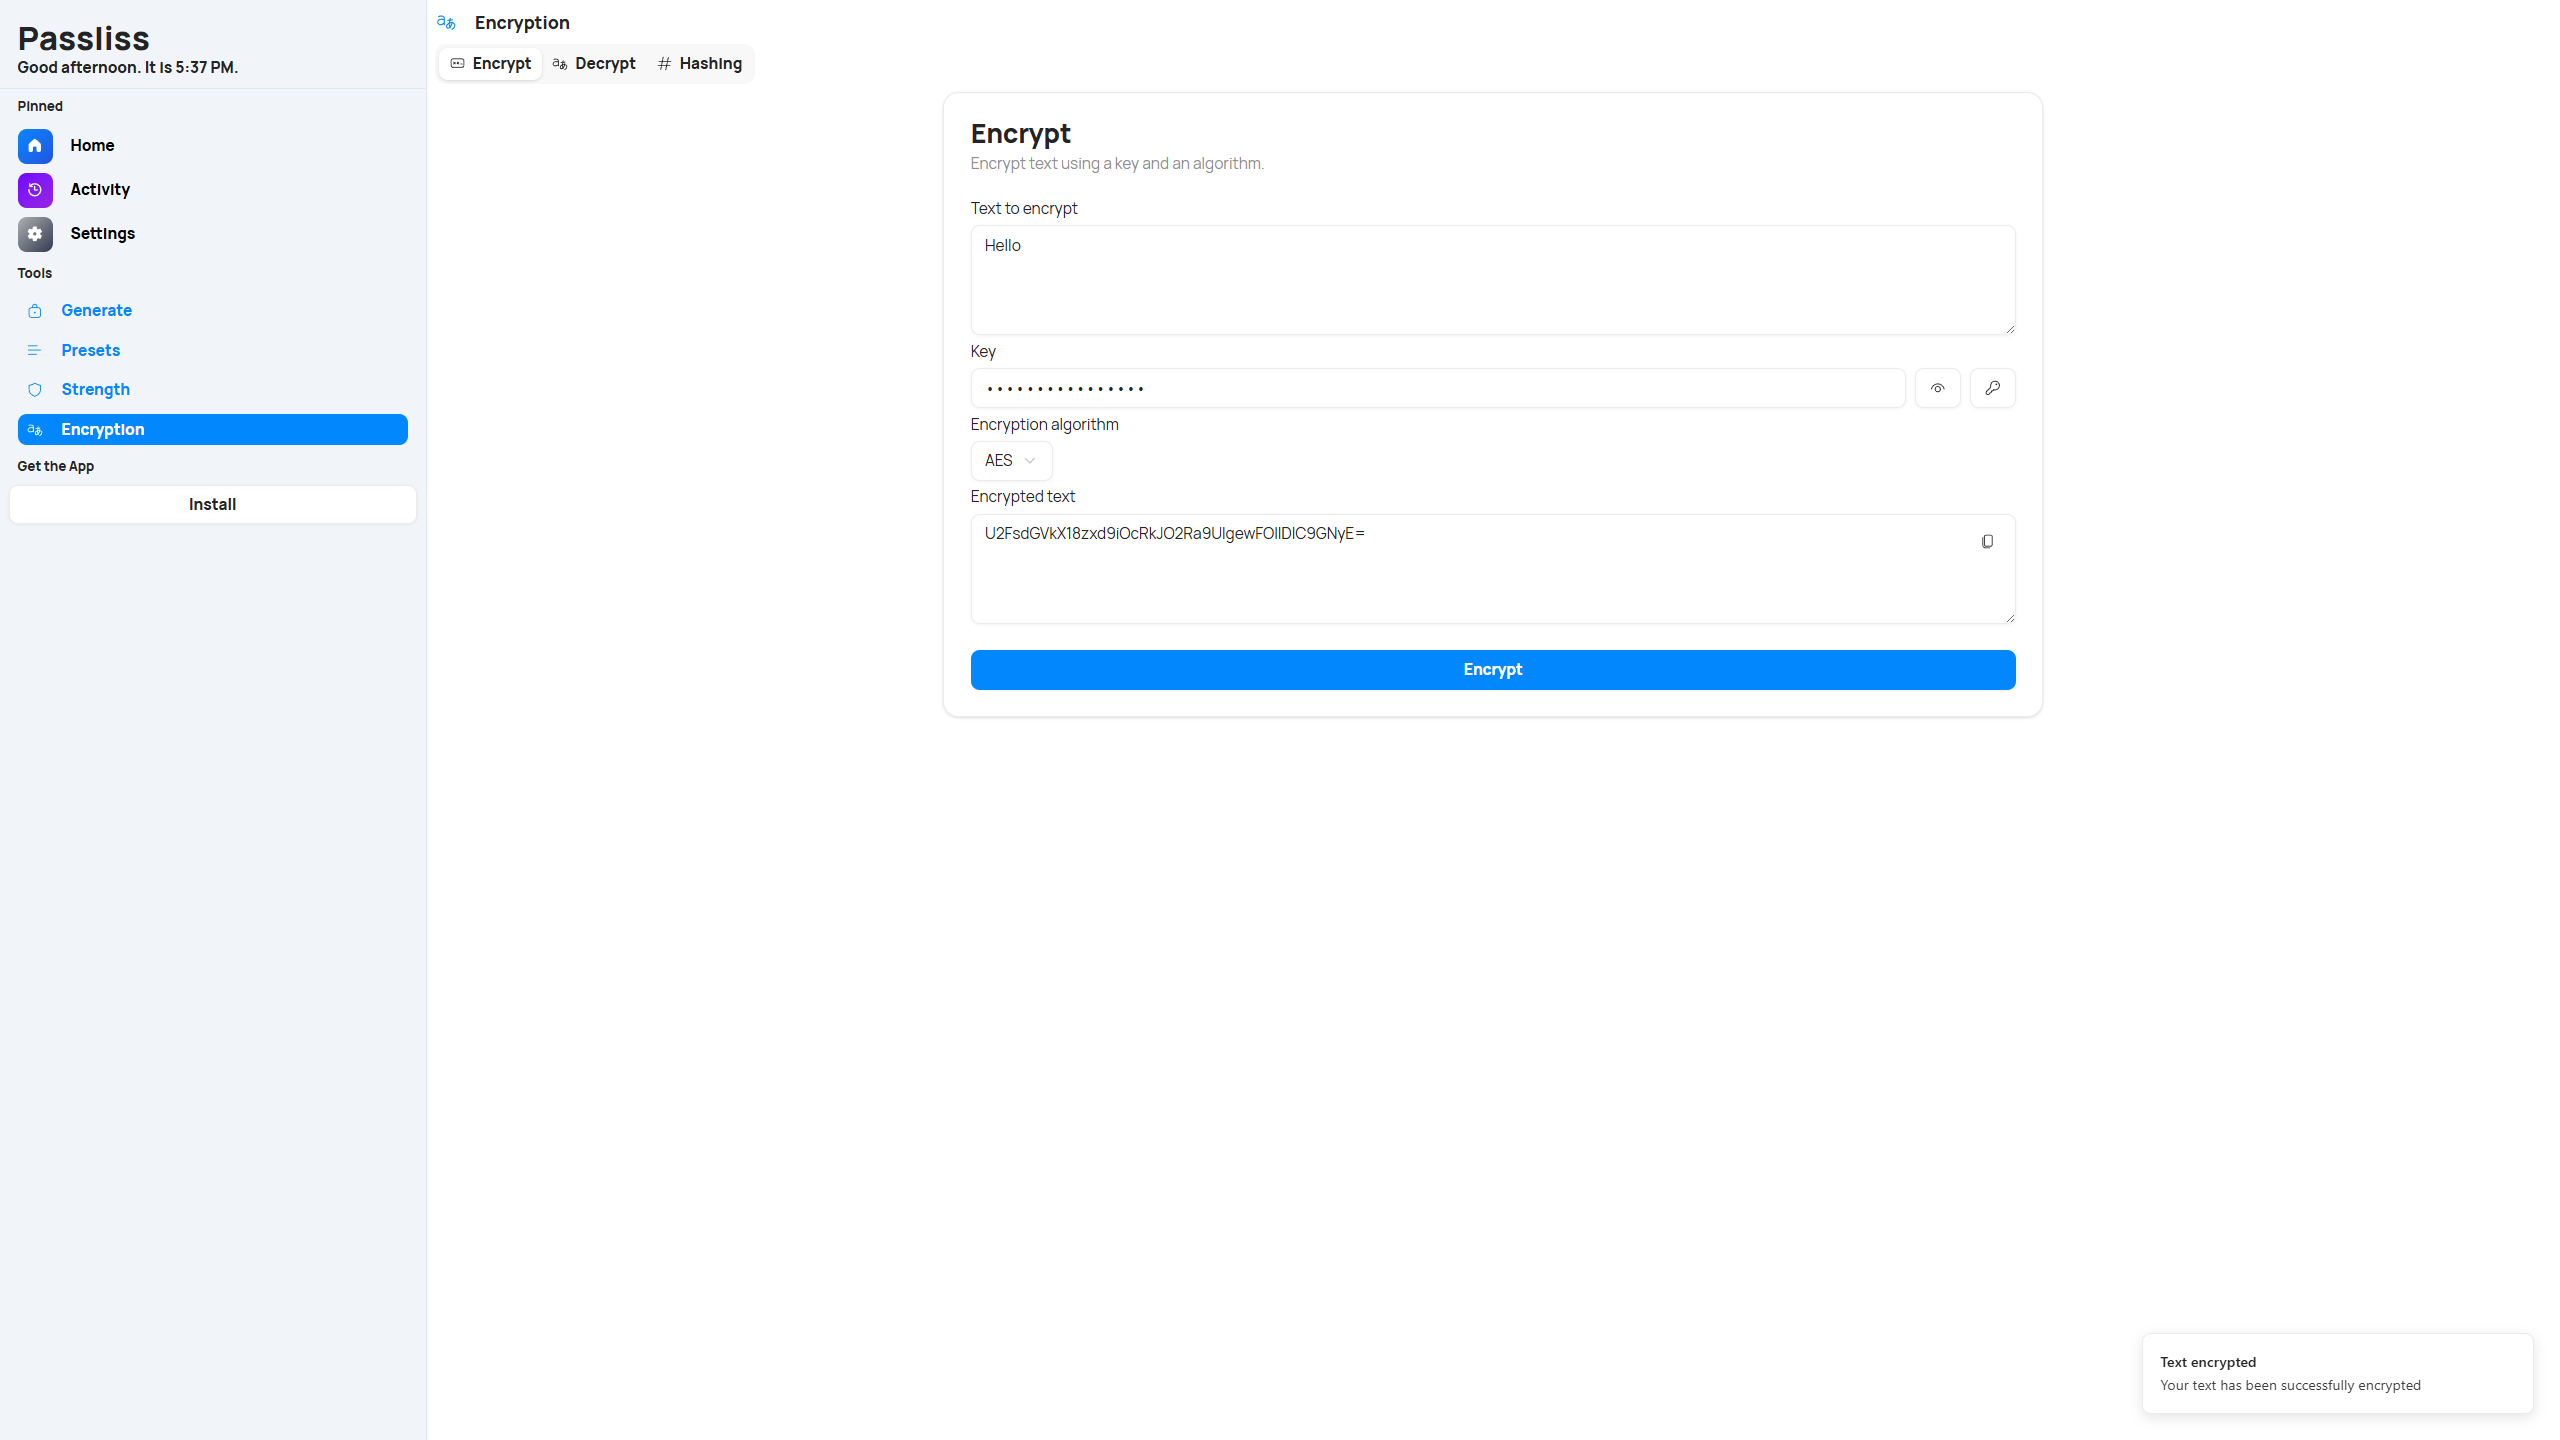 Passliss
Good afternoon. It is 5:37 PM.
Pinned
Home
Activity
Settings
Tools
Generate
Presets
Strength
Encryption
Get the App
Install
Encryption
Encrypt
Decrypt
Hashing
Encrypt
Encrypt text using a key and an algorithm.
Text to encrypt
Hello
Key
••••••••••••••••
Encryption algorithm
AES
Encrypted text
Encrypt
Text encrypted
Your text has been successfully encrypted